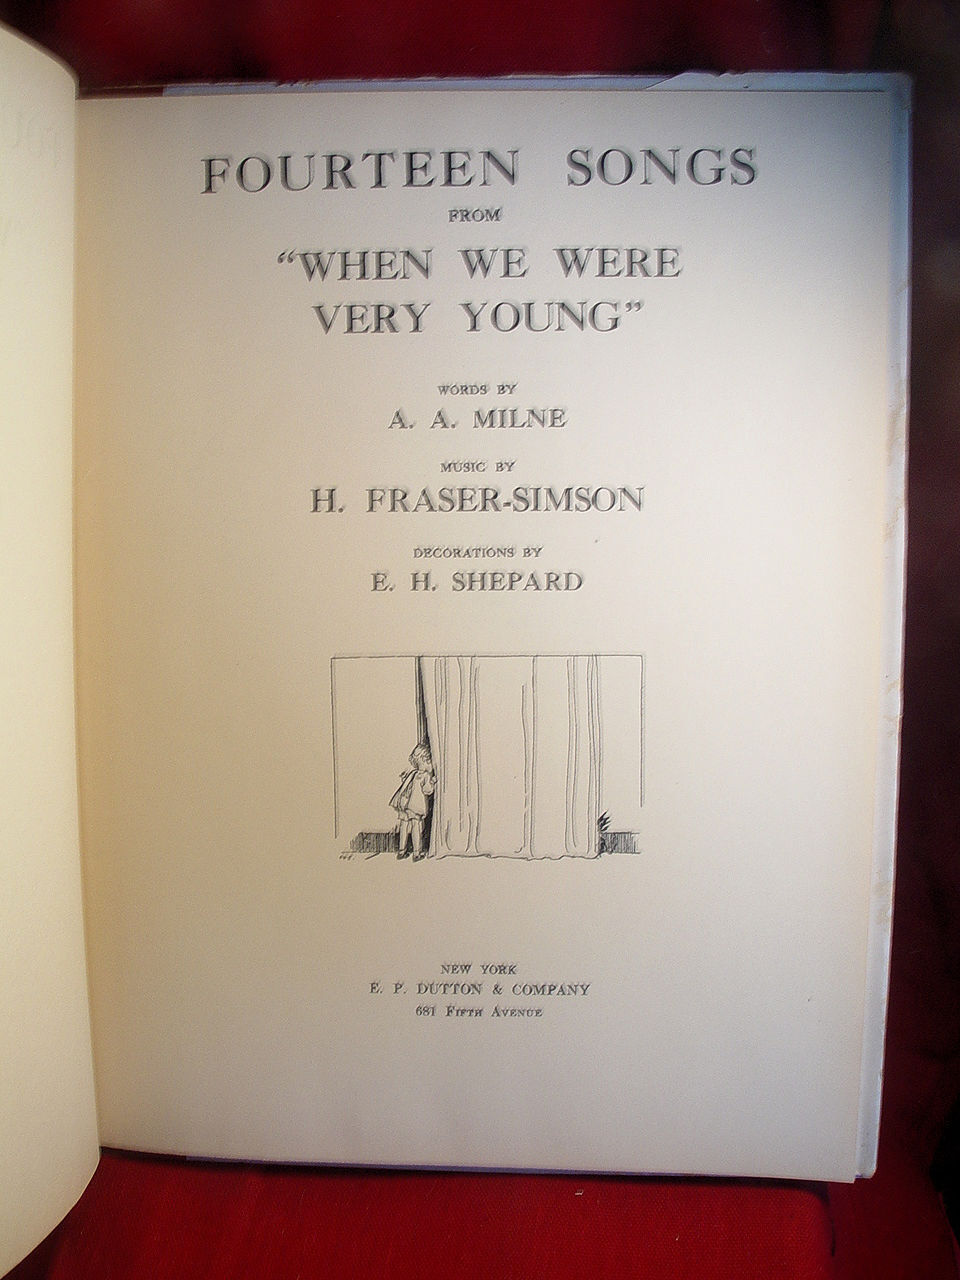 FOURTEEN SONGS
FROM
“WHEN WE WERE
VERY YOUNG”
WORDS BY
A. A. MILNE
MUSIC BY
H. FRASER-SIMSON
DECORATIONS BY
E. H. SHEPARD
NEW YORK
E. P. DUTTON & COMPANY
681 FIFTH AVENUE